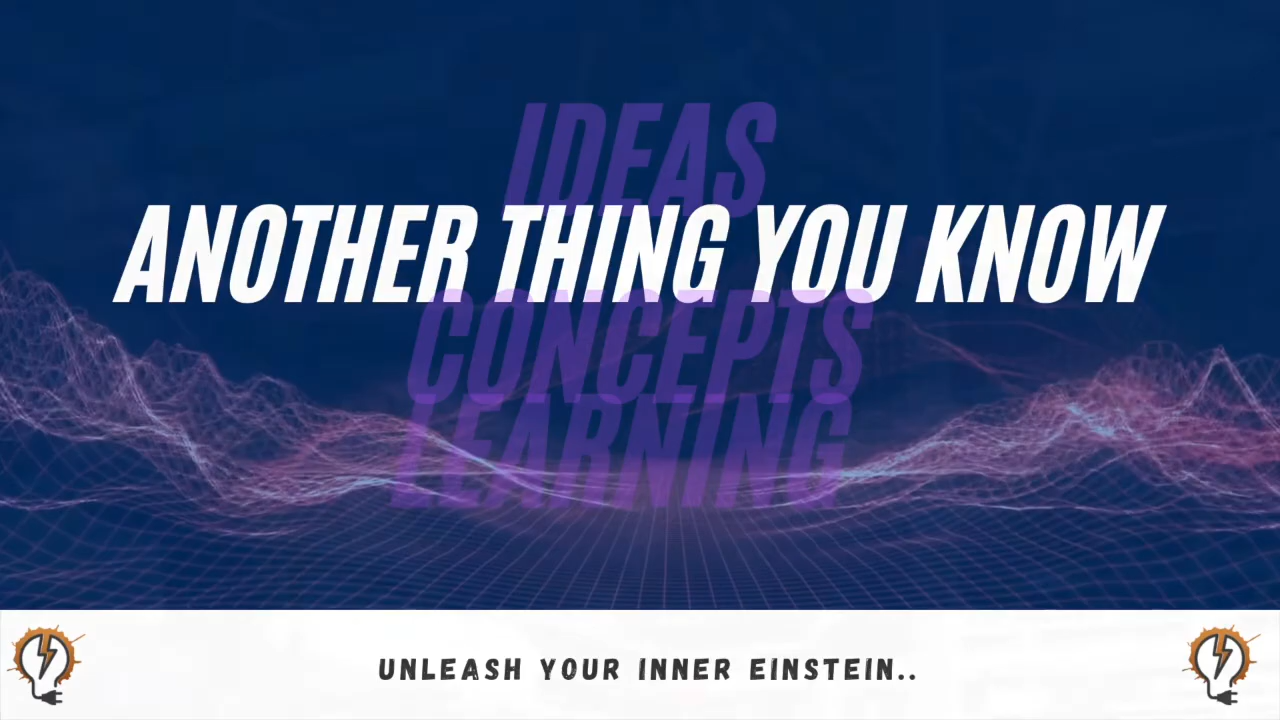 IDEAS
ANOTHER THING YOU KNOW
CONCEPTS
LEARNING
UNLEASH YOUR INNER EINSTEIN..